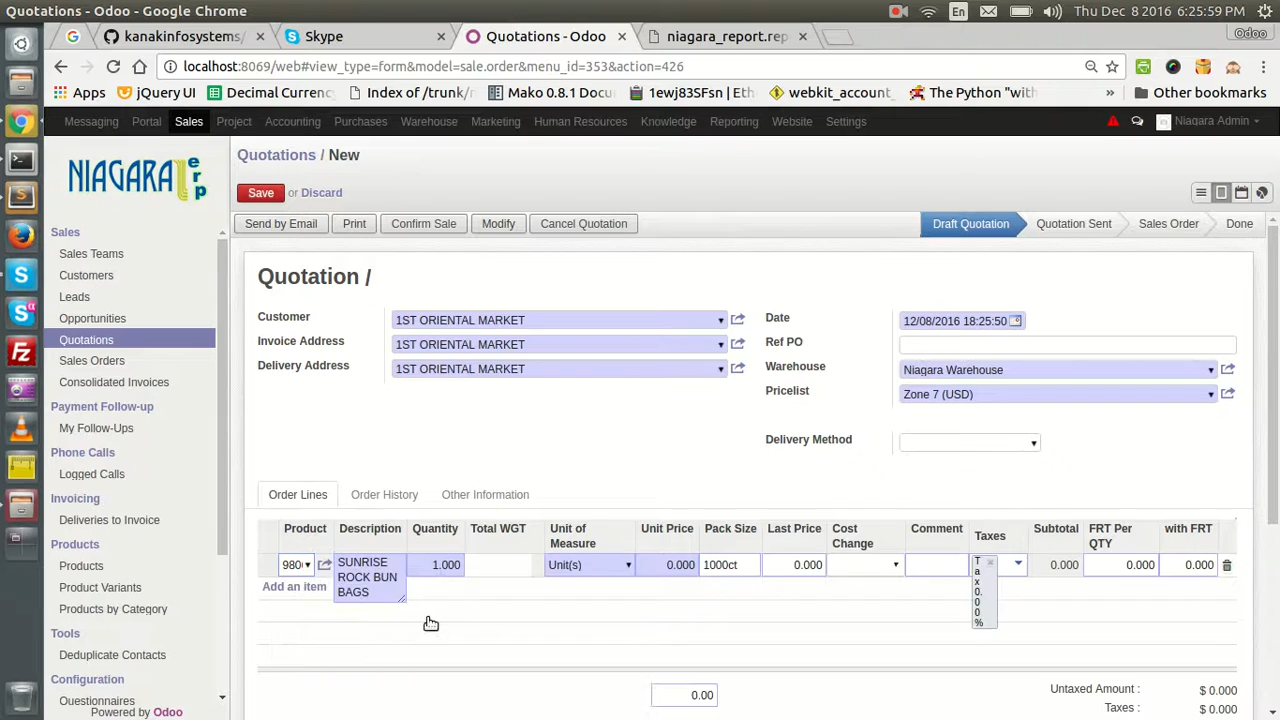 Quotations - Odoo - Google Chrome
En
Thu Dec 8 2016 6:25:59 PM
kanakinfosystems/
Skype
Quotations - Odoo
niagara_report.rep
Odoo
localhost:8069/web#view_type=form&model=sale.order&menu_id=353&action=426
Apps
jQuery UI
Decimal Currenc
Index of /trunk/r
Mako 0.8.1 Docu
1ewj83SFsn | Eth
webkit_account_
The Python "with
Other bookmarks
Messaging Portal Sales Project Accounting Purchases Warehouse Marketing Human Resources Knowledge Reporting Website Settings
Niagara Admin
NIAGARA erp
Quotations / New
Save or Discard
Send by Email Print Confirm Sale Modify Cancel Quotation
Draft Quotation Quotation Sent Sales Order Done
Sales
Sales Teams
Customers
Leads
Opportunities
Quotations
Sales Orders
Consolidated Invoices
Payment Follow-up
My Follow-Ups
Phone Calls
Logged Calls
Invoicing
Deliveries to Invoice
Products
Products
Product Variants
Products by Category
Tools
Deduplicate Contacts
Configuration
Questionnaires
Powered by Odoo
Quotation /
Customer 1ST ORIENTAL MARKET
Invoice Address 1ST ORIENTAL MARKET
Delivery Address 1ST ORIENTAL MARKET
Date 12/08/2016 18:25:50
Ref PO
Warehouse Niagara Warehouse
Pricelist Zone 7 (USD)
Delivery Method
Order Lines Order History Other Information
Product Description Quantity Total WGT Unit of Measure Unit Price Pack Size Last Price Cost Change Comment Taxes Subtotal FRT Per QTY with FRT
980 SUNRISE ROCK BUN BAGS 1.000 Unit(s) 0.000 1000ct 0.000 Tax0.00% 0.000 0.000 0.000
Add an item
0.00
Untaxed Amount : $ 0.000
Taxes : $ 0.000